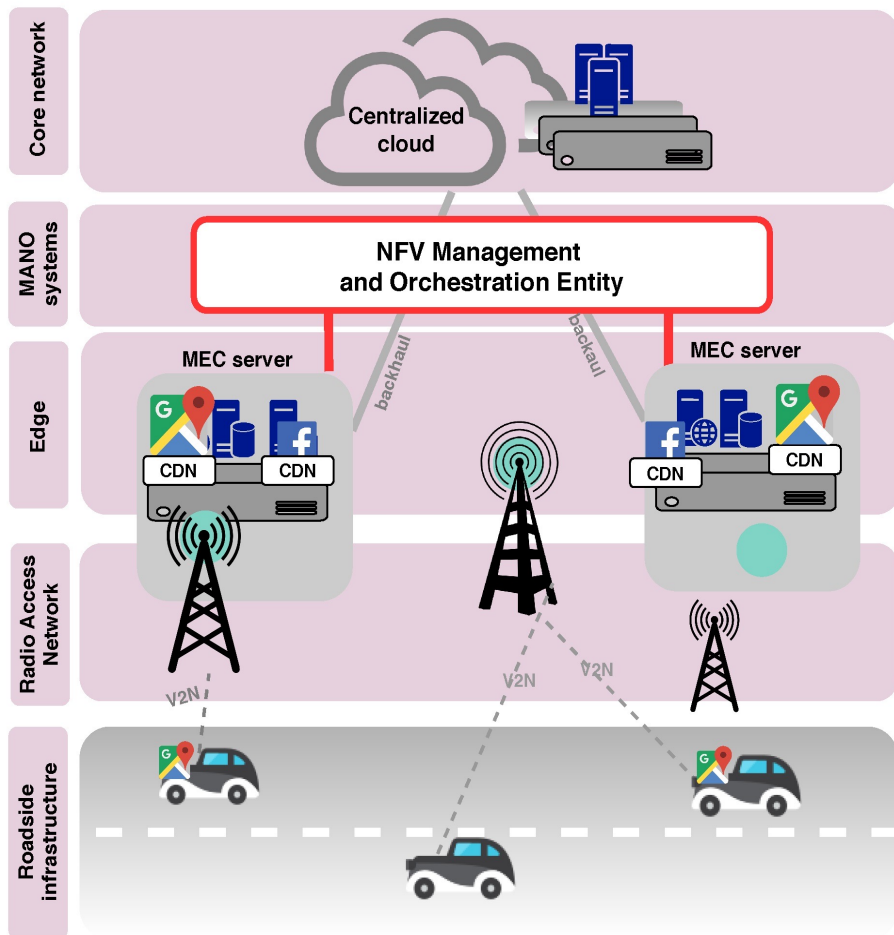 Core network
Centralized
cloud
MANO
systems
NFV Management
and Orchestration Entity
backhaul
backaul
Edge
MEC server
MEC server
G
f
CDN
CDN
f
G
CDN
CDN
Radio Access
Network
V2N
V2N
V2N
Roadside
infrastructure
G
G